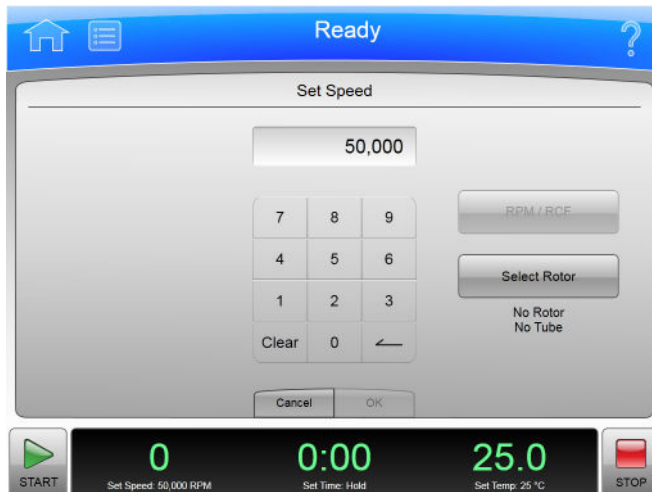 Ready
Set Speed
50,000
7 8 9
4 5 6
1 2 3
Clear 0
RPM / RCF
Select Rotor
No Rotor
No Tube
Cancel OK
START
0
Set Speed: 50,000 RPM
0:00
Set Time: Hold
25.0
Set Temp: 25 °C
STOP